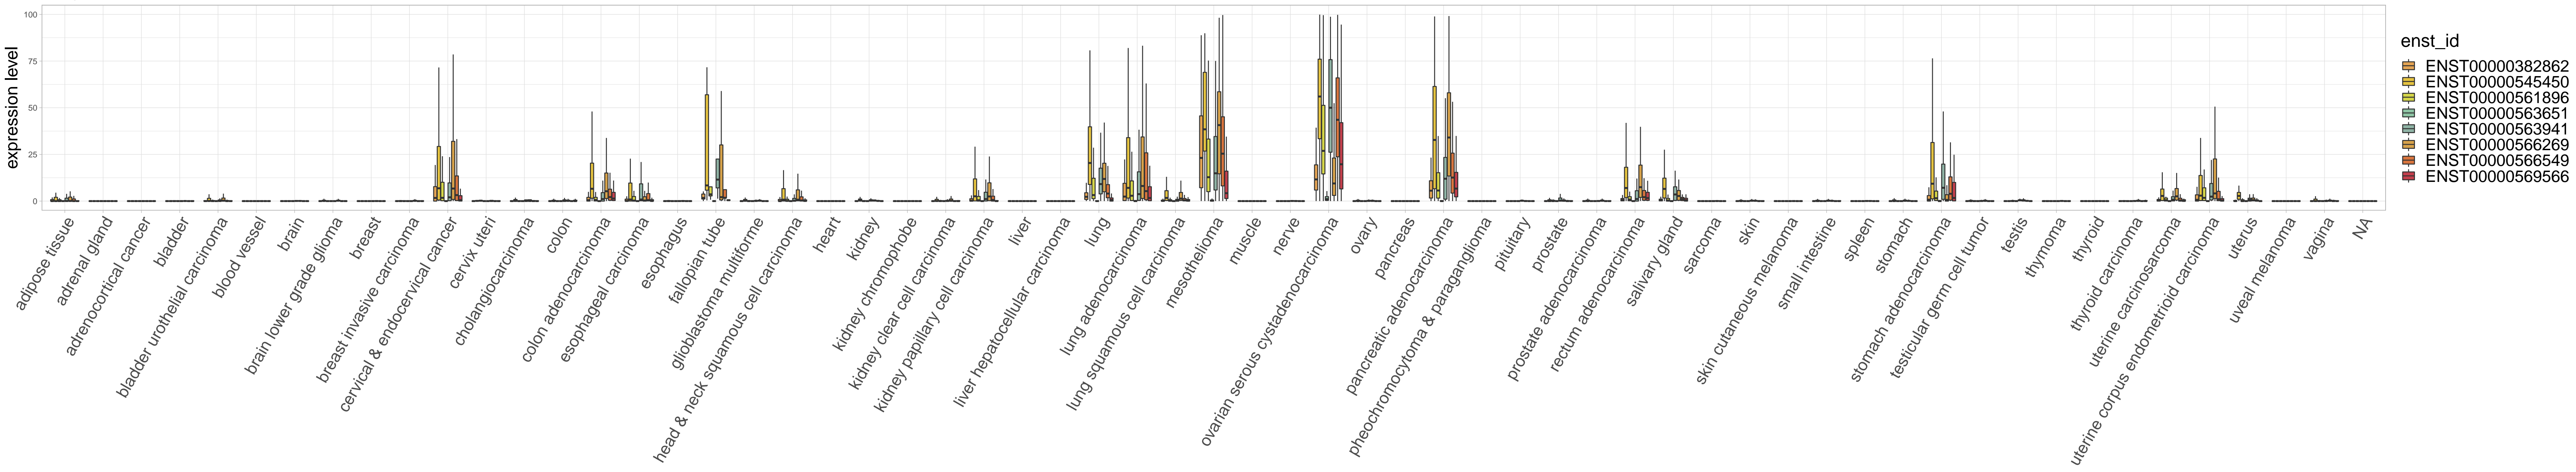 expression level
100
75
50
25
0
adipose tissue
adrenal gland
adrenocortical cancer
bladder
bladder urothelial carcinoma
blood vessel
brain
brain lower grade glioma
breast
breast invasive carcinoma
cervical & endocervical cancer
cervix uteri
cholangiocarcinoma
colon
colon adenocarcinoma
esophageal carcinoma
esophagus
fallopian tube
glioblastoma multiforme
head & neck squamous cell carcinoma
heart
kidney
kidney chromophobe
kidney clear cell carcinoma
kidney papillary cell carcinoma
liver
liver hepatocellular carcinoma
lung
lung adenocarcinoma
lung squamous cell carcinoma
mesothelioma
muscle
nerve
ovarian serous cystadenocarcinoma
ovary
pancreas
pancreatic adenocarcinoma
pheochromocytoma & paraganglioma
pituitary
prostate
prostate adenocarcinoma
rectum adenocarcinoma
salivary gland
sarcoma
skin
skin cutaneous melanoma
small intestine
spleen
stomach
stomach adenocarcinoma
testicular germ cell tumor
testis
thymoma
thyroid
thyroid carcinoma
uterine carcinosarcoma
uterine corpus endometrioid carcinoma
uterus
uveal melanoma
vagina
NA
enst_id
ENST00000382862
ENST00000545450
ENST00000561896
ENST00000563651
ENST00000563941
ENST00000566269
ENST00000566549
ENST00000569566